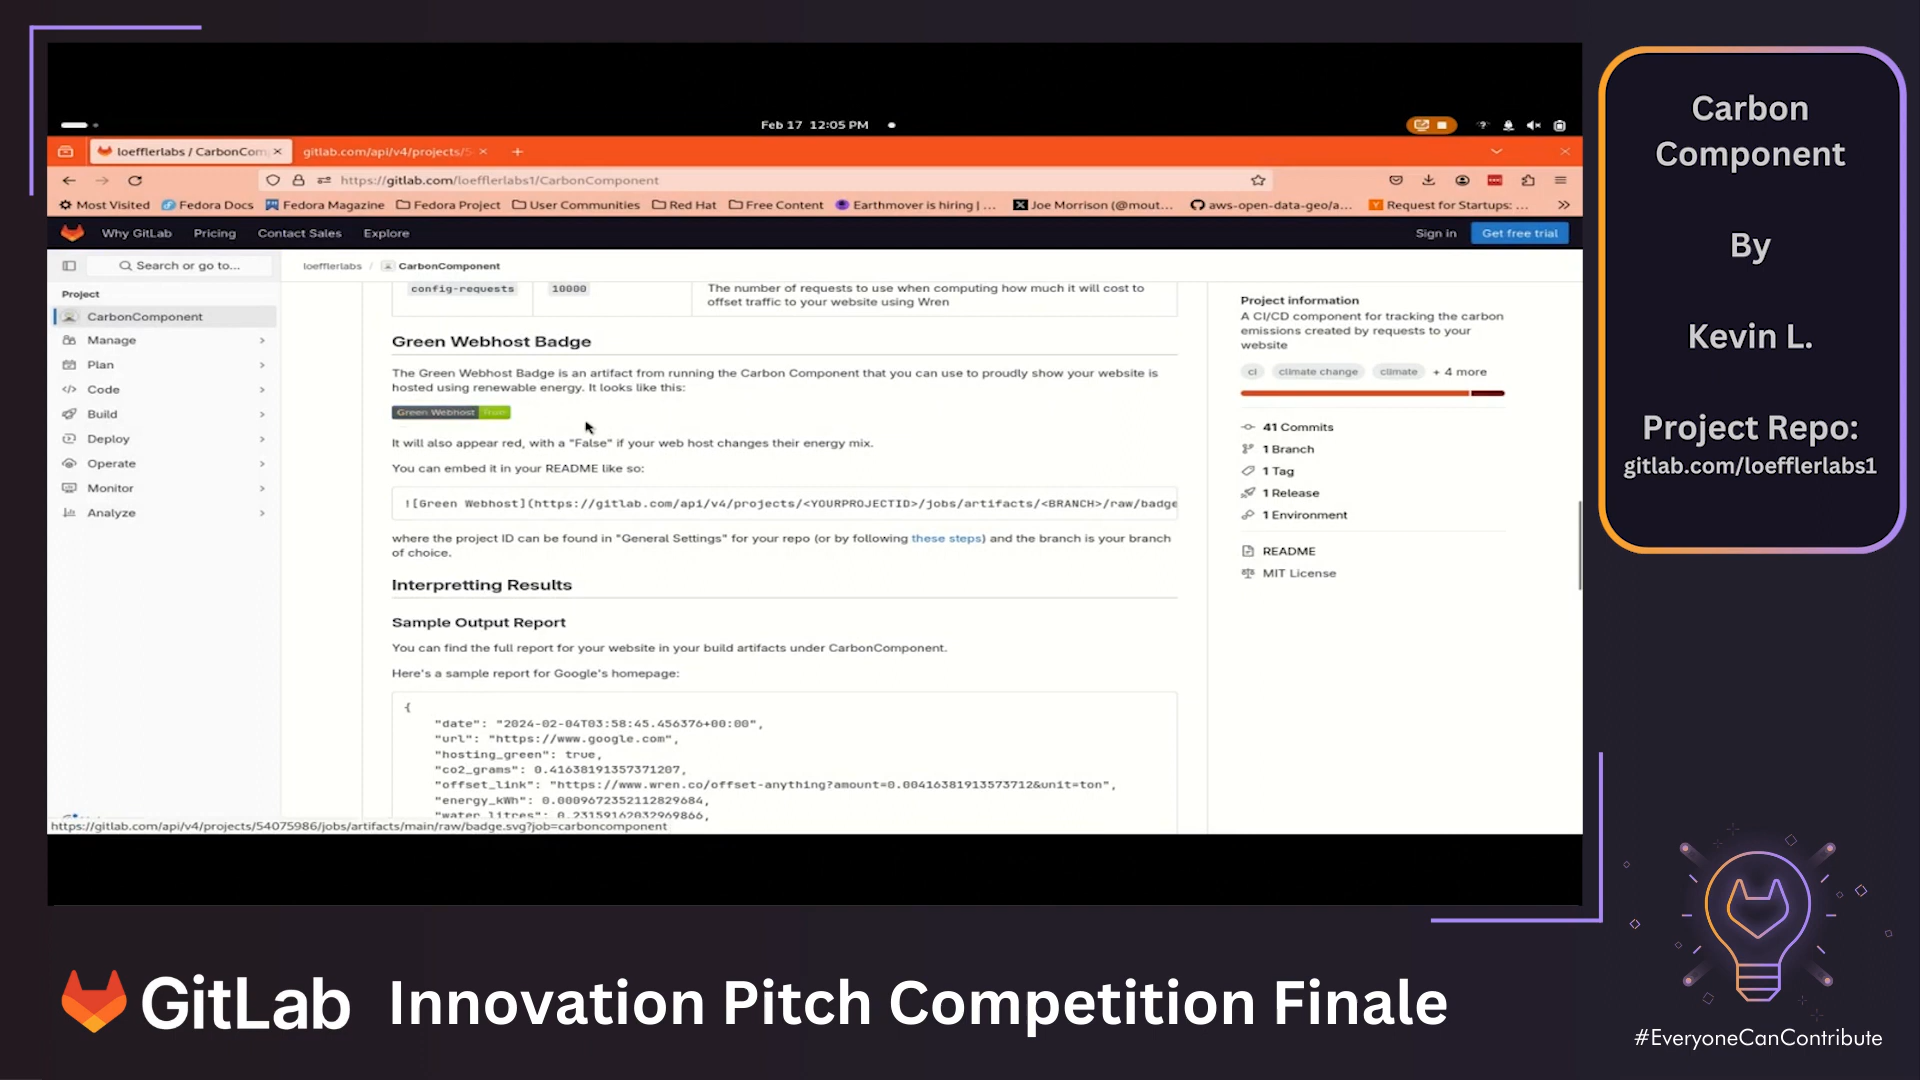 Feb 17 12:05 PM
loefflerlabs / CarbonCom
gitlab.com/api/v4/projects/5
https://gitlab.com/loefflerlabs1/CarbonComponent
Most Visited
Fedora Docs
Fedora Magazine
Fedora Project
User Communities
Red Hat
Free Content
Earthmover is hiring | ...
Joe Morrison (@mout...
aws-open-data-geo/a...
Request for Startups: ...
Why GitLab
Pricing
Contact Sales
Explore
Sign in
Get free trial
Search or go to...
loefflerlabs / CarbonComponent
Project
CarbonComponent
Manage
Plan
Code
Build
Deploy
Operate
Monitor
Analyze
config-requests
10000
The number of requests to use when computing how much it will cost to
offset traffic to your website using Wren
Green Webhost Badge
The Green Webhost Badge is an artifact from running the Carbon Component that you can use to proudly show your website is
hosted using renewable energy. It looks like this:
Green Webhost True
It will also appear red, with a "False" if your web host changes their energy mix.
You can embed it in your README like so:
![Green Webhost](https://gitlab.com/api/v4/projects/<YOURPROJECTID>/jobs/artifacts/<BRANCH>/raw/badge
where the project ID can be found in "General Settings" for your repo (or by following these steps) and the branch is your branch
of choice.
Interpretting Results
Sample Output Report
You can find the full report for your website in your build artifacts under CarbonComponent.
Here's a sample report for Google's homepage:
{
"date": "2024-02-04T03:58:45.456376+00:00",
"url": "https://www.google.com",
"hosting_green": true,
"co2_grams": 0.41638191357371207,
"offset_link": "https://www.wren.co/offset-anything?amount=0.00416381913573712&unit=ton",
"energy_kWh": 0.0009672352112829684,
"water_litres": 0.23159162032969866,
https://gitlab.com/api/v4/projects/54075986/jobs/artifacts/main/raw/badge.svg?job=carboncomponent
Project information
A CI/CD component for tracking the carbon
emissions created by requests to your
website
ci
climate change
climate
+ 4 more
41 Commits
1 Branch
1 Tag
1 Release
1 Environment
README
MIT License
Carbon
Component
By
Kevin L.
Project Repo:
gitlab.com/loefflerlabs1
GitLab Innovation Pitch Competition Finale
#EveryoneCanContribute